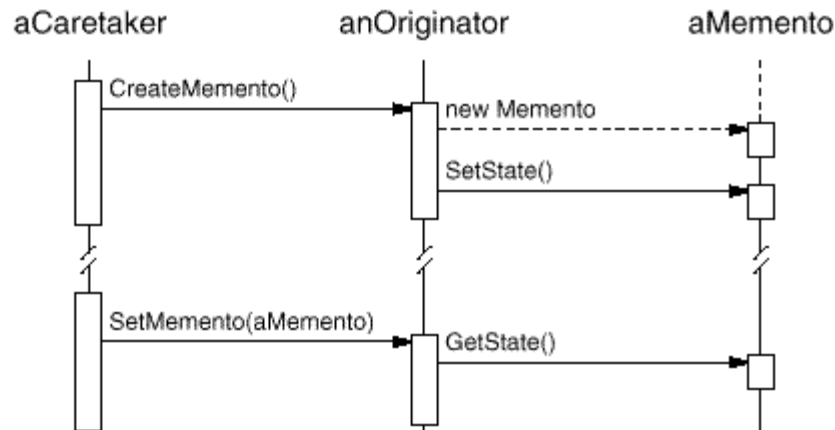 aCaretaker anOriginator aMemento
CreateMemento()
new Memento
SetState()
SetMemento(aMemento)
GetState()